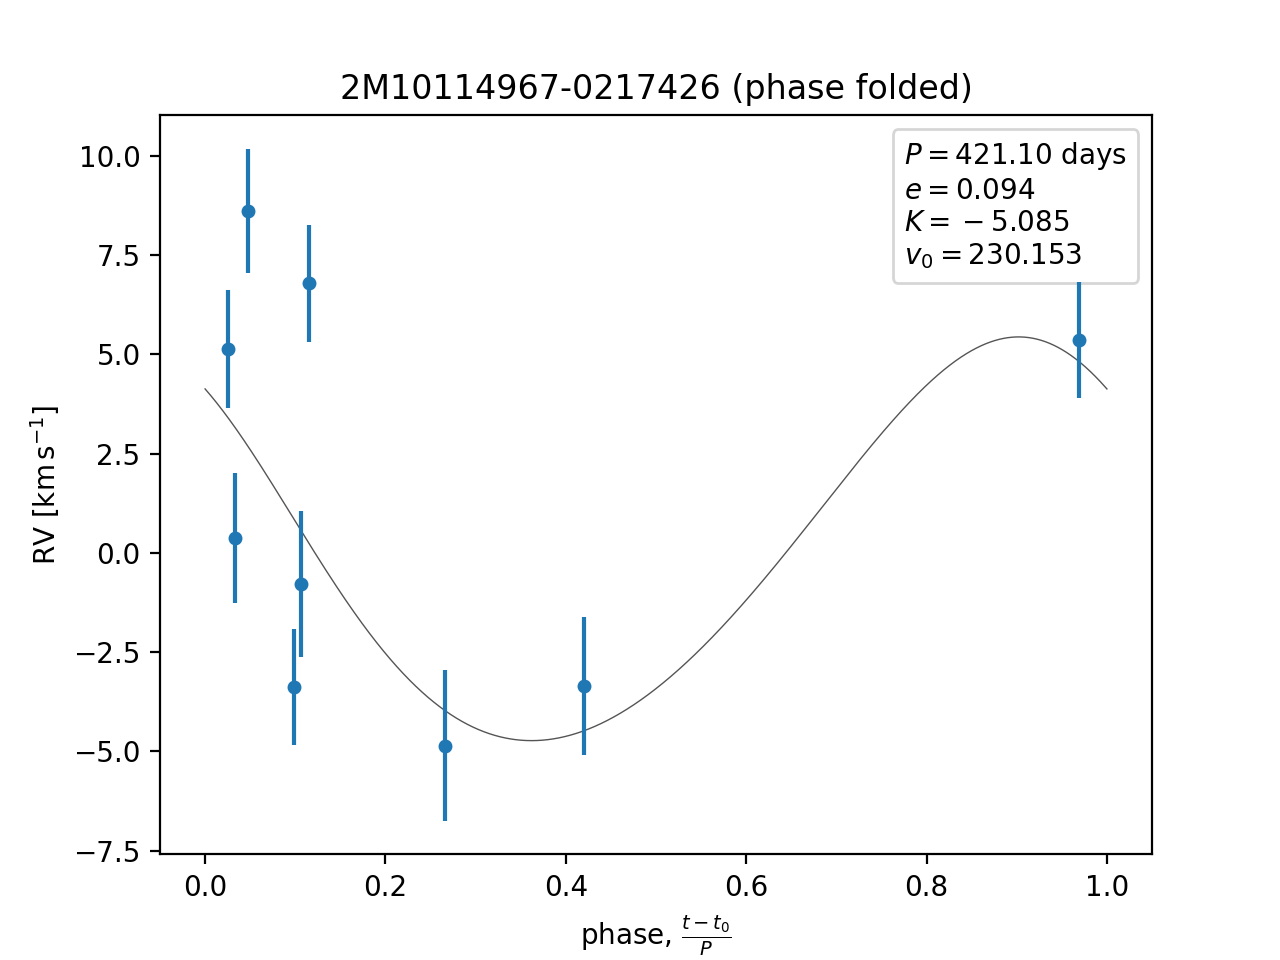 2M10114967-0217426 (phase folded)
P = 421.10 days
e = 0.094
K = −5.085
v₀ = 230.153
RV [km s⁻¹]
10.0
7.5
5.0
2.5
0.0
−2.5
−5.0
−7.5
0.0 0.2 0.4 0.6 0.8 1.0
phase, (t − t₀)/P